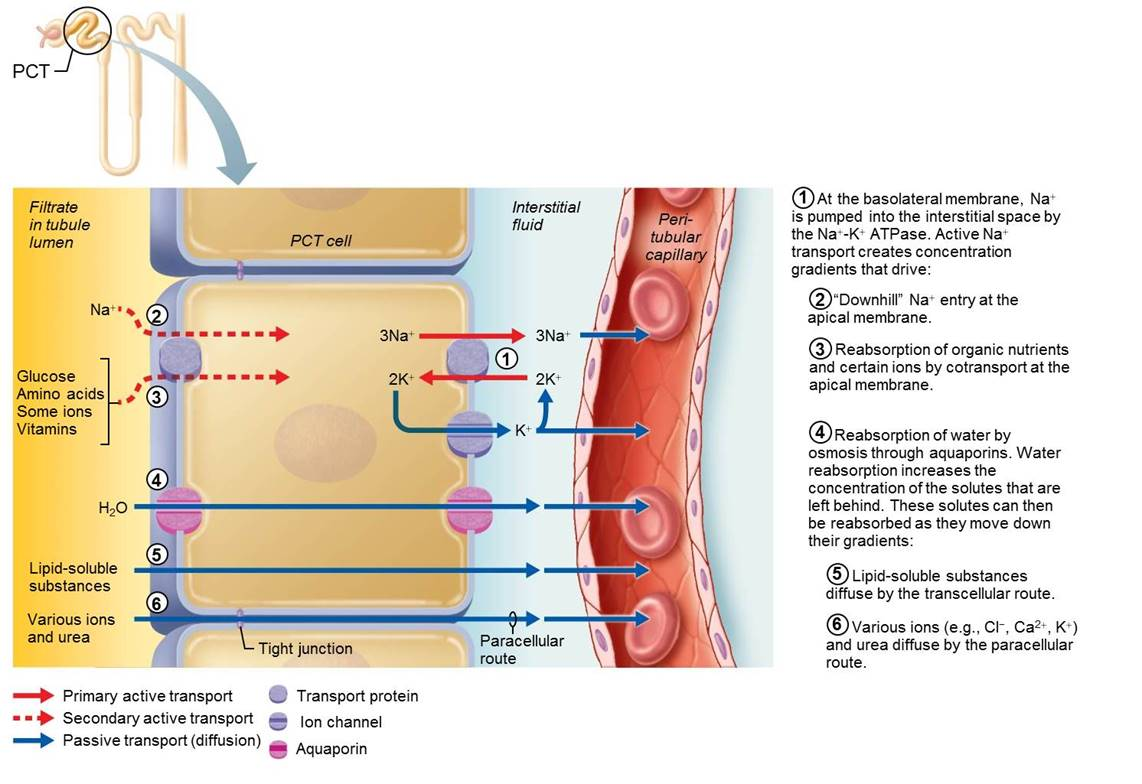 PCT
Filtrate
in tubule
lumen
PCT cell
Interstitial
fluid
Peri-
tubular
capillary
Na⁺
2
3Na⁺
3Na⁺
1
2K⁺
2K⁺
Glucose
Amino acids
Some ions
Vitamins
3
K⁺
4
H₂O
5
Lipid-soluble
substances
6
Various ions
and urea
Tight junction
Paracellular
route
1 At the basolateral membrane, Na⁺
is pumped into the interstitial space by
the Na⁺-K⁺ ATPase. Active Na⁺
transport creates concentration
gradients that drive:
2 “Downhill” Na⁺ entry at the
apical membrane.
3 Reabsorption of organic nutrients
and certain ions by cotransport at the
apical membrane.
4 Reabsorption of water by
osmosis through aquaporins. Water
reabsorption increases the
concentration of the solutes that are
left behind. These solutes can then
be reabsorbed as they move down
their gradients:
5 Lipid-soluble substances
diffuse by the transcellular route.
6 Various ions (e.g., Cl⁻, Ca²⁺, K⁺)
and urea diffuse by the paracellular
route.
Primary active transport
Secondary active transport
Passive transport (diffusion)
Transport protein
Ion channel
Aquaporin